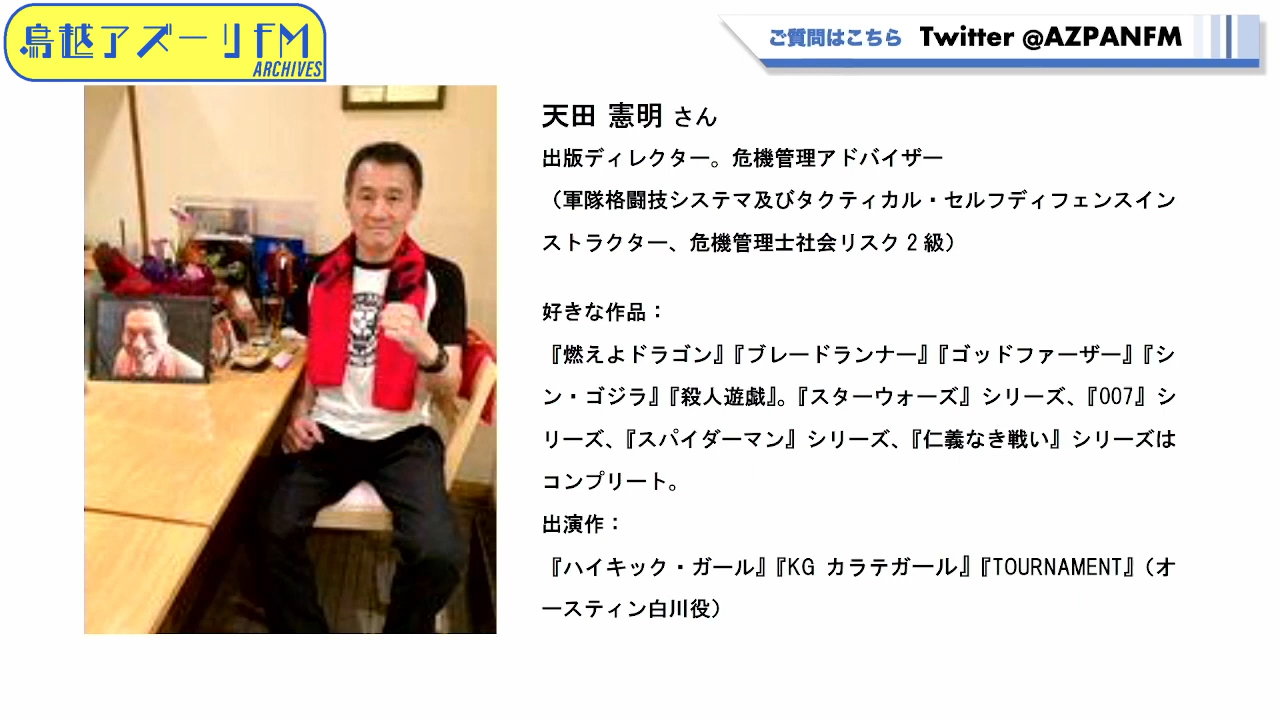 鳥越アズーリFM
ARCHIVES
ご質問はこちら Twitter @AZPANFM
天田 憲明 さん
出版ディレクター。危機管理アドバイザー
（軍隊格闘技システマ及びタクティカル・セルフディフェンスイン
ストラクター、危機管理士社会リスク２級）
好きな作品：
『燃えよドラゴン』『ブレードランナー』『ゴッドファーザー』『シ
ン・ゴジラ』『殺人遊戯』。『スターウォーズ』シリーズ、『007』シ
リーズ、『スパイダーマン』シリーズ、『仁義なき戦い』シリーズは
コンプリート。
出演作：
『ハイキック・ガール』『KG カラテガール』『TOURNAMENT』（オ
ースティン白川役）